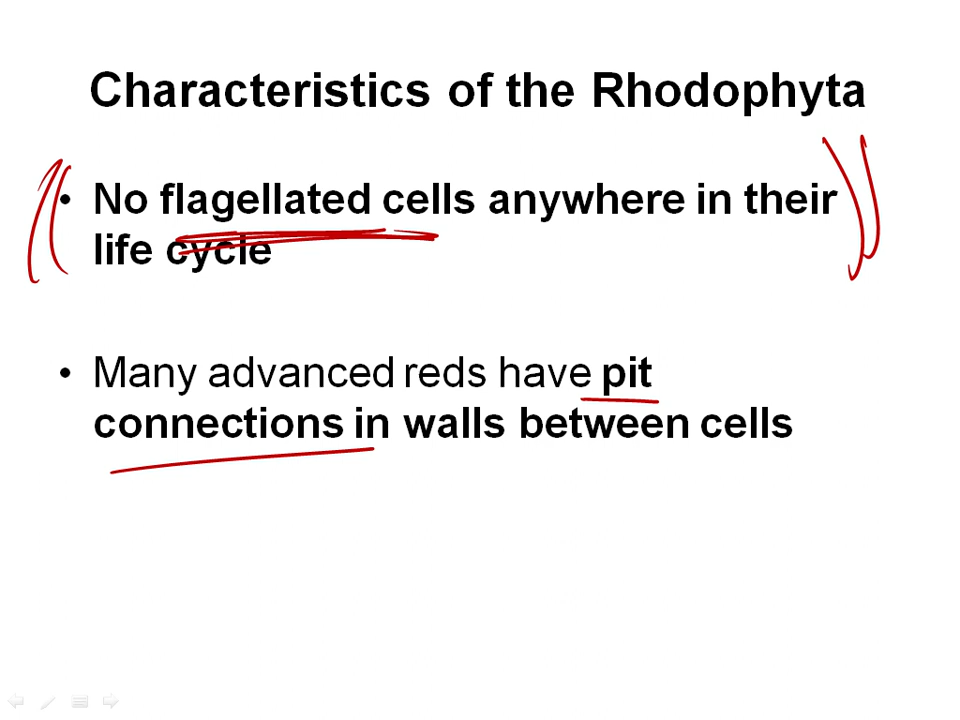 Characteristics of the Rhodophyta
• No flagellated cells anywhere in their
life cycle
• Many advanced reds have pit
connections in walls between cells